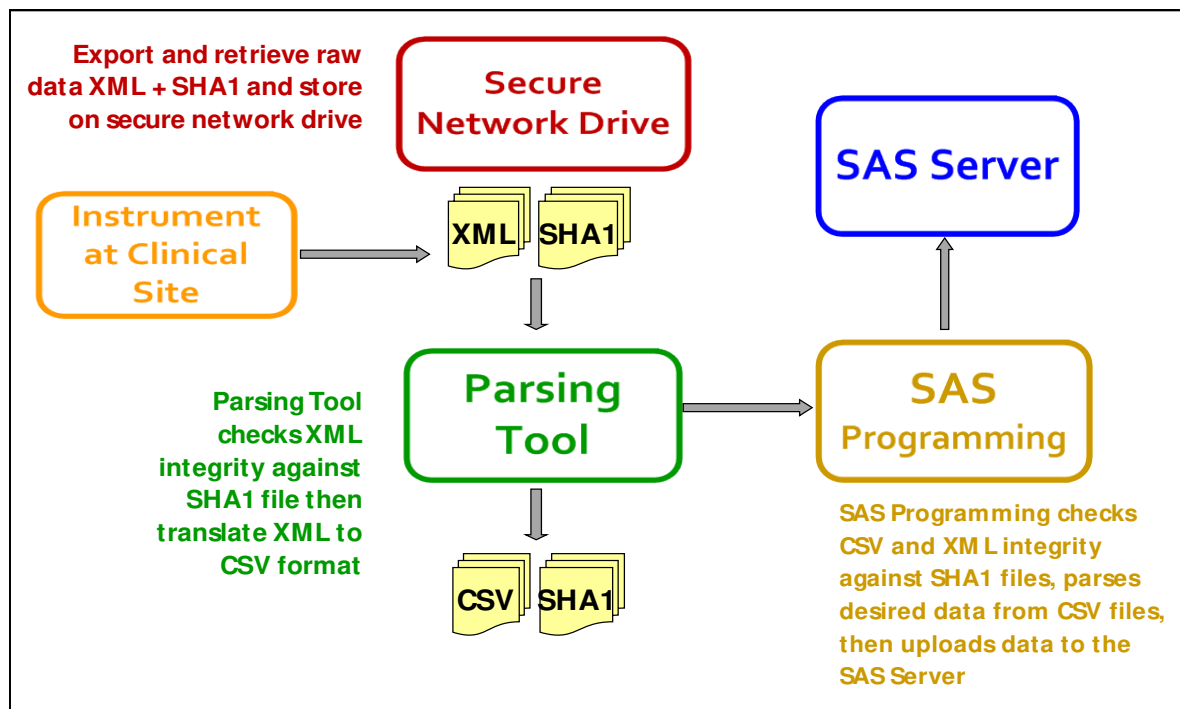 Export and retrieve raw
data XML + SHA1 and store
on secure network drive
Secure
Network Drive
SAS Server
Instrument
at Clinical
Site
XML
SHA1
Parsing
Tool
SAS
Programming
Parsing Tool
checks XML
integrity against
SHA1 file then
translate XML to
CSV format
CSV
SHA1
SAS Programming checks
CSV and XML integrity
against SHA1 files, parses
desired data from CSV files,
then uploads data to the
SAS Server